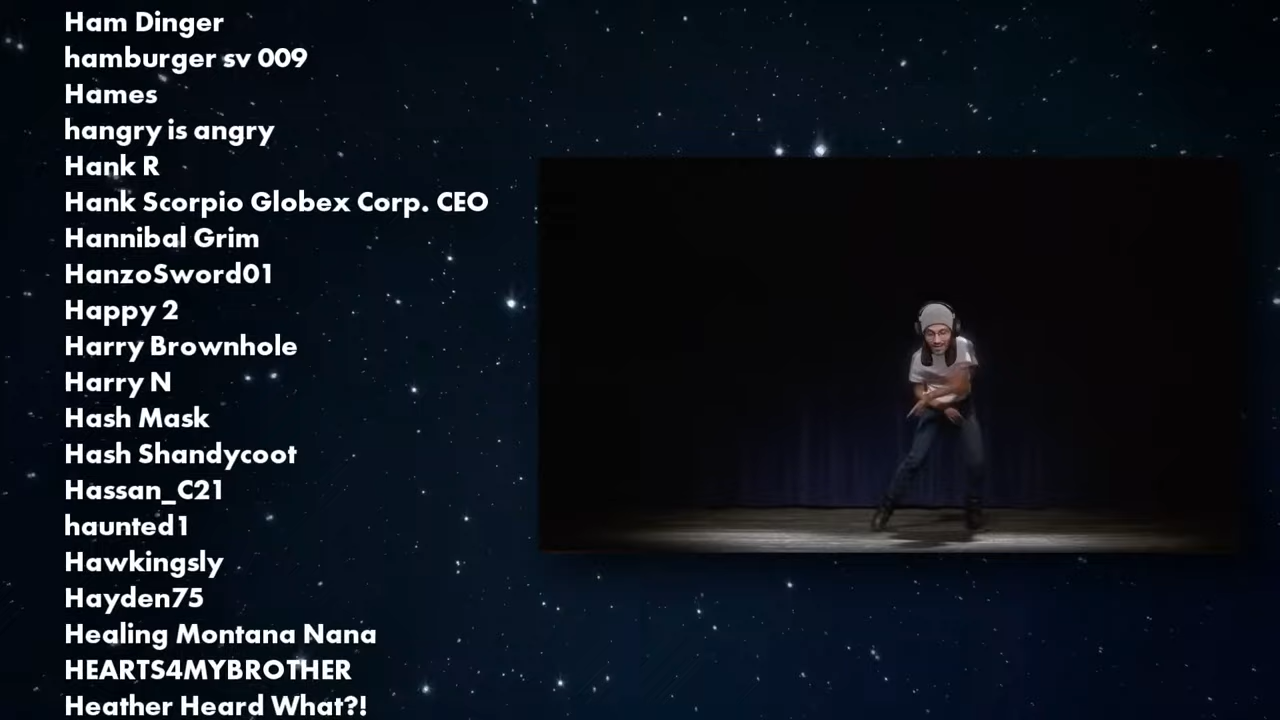 Ham Dinger
hamburger sv 009
Hames
hangry is angry
Hank R
Hank Scorpio Globex Corp. CEO
Hannibal Grim
HanzoSword01
Happy 2
Harry Brownhole
Harry N
Hash Mask
Hash Shandycoot
Hassan_C21
haunted1
Hawkingsly
Hayden75
Healing Montana Nana
HEARTS4MYBROTHER
Heather Heard What?!